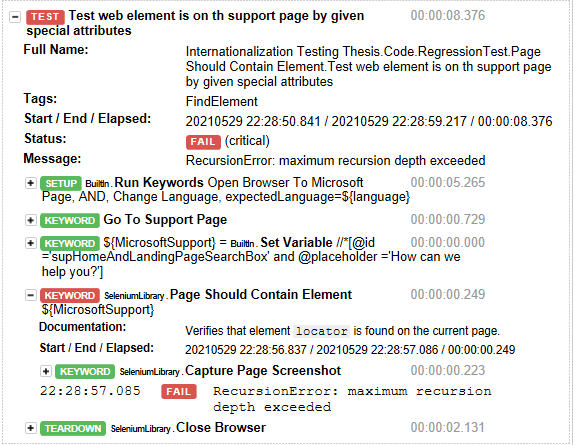 TEST Test web element is on th support page by given 00:00:08.376
special attributes
Full Name: Internationalization Testing Thesis.Code.RegressionTest.Page
Should Contain Element.Test web element is on th support page
by given special attributes
Tags: FindElement
Start / End / Elapsed: 20210529 22:28:50.841 / 20210529 22:28:59.217 / 00:00:08.376
Status: FAIL (critical)
Message: RecursionError: maximum recursion depth exceeded
SETUP BuiltIn.Run Keywords Open Browser To Microsoft 00:00:05.265
Page, AND, Change Language, expectedLanguage=${language}
KEYWORD Go To Support Page 00:00:00.729
KEYWORD ${MicrosoftSupport} = BuiltIn.Set Variable //*[@id 00:00:00.000
='supHomeAndLandingPageSearchBox' and @placeholder ='How can we
help you?']
KEYWORD SeleniumLibrary.Page Should Contain Element 00:00:00.249
${MicrosoftSupport}
Documentation: Verifies that element locator is found on the current page.
Start / End / Elapsed: 20210529 22:28:56.837 / 20210529 22:28:57.086 / 00:00:00.249
KEYWORD SeleniumLibrary.Capture Page Screenshot 00:00:00.223
22:28:57.085 FAIL RecursionError: maximum recursion
depth exceeded
TEARDOWN SeleniumLibrary.Close Browser 00:00:02.131